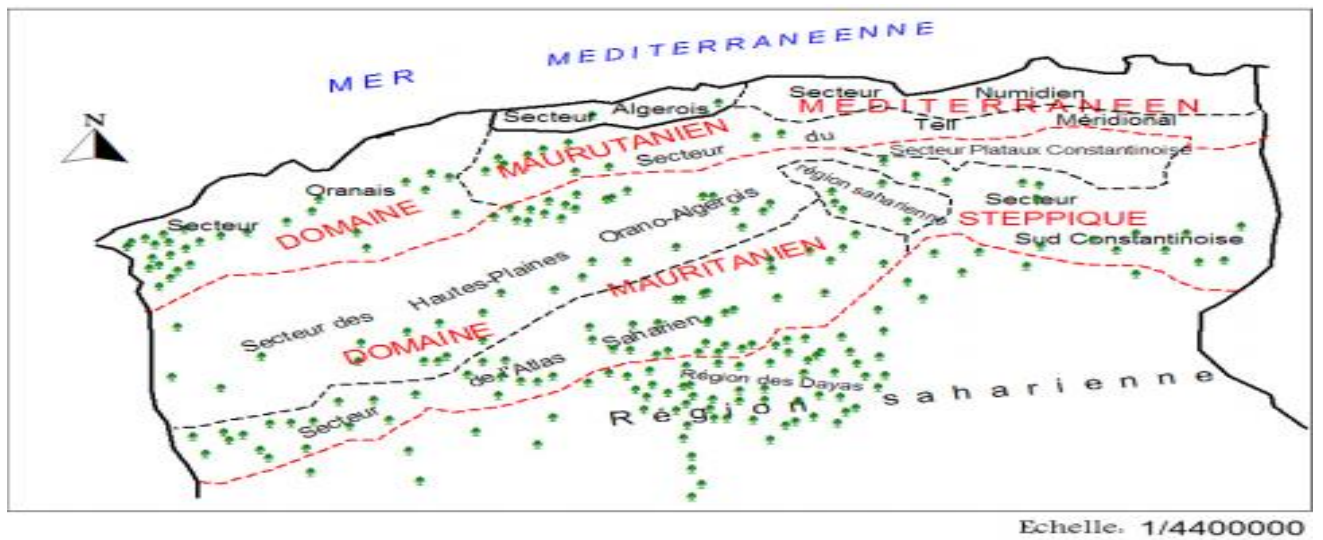 MER MEDITERRANEENNE
N
Secteur Algerois
Secteur Numidien
DOMAINE MAURUTANIEN MEDITERRANEEN
Secteur du Tell Méridional
Secteur Plataux Constantinoise
Secteur Oranais
région saharienne
Secteur
Sud Constantinoise
Secteur des Hautes-Plaines Orano-Algerois
DOMAINE MAURITANIEN STEPPIQUE
Secteur de l'Atlas Saharien
Région des Dayas
Région saharienne
Echelle. 1/4400000